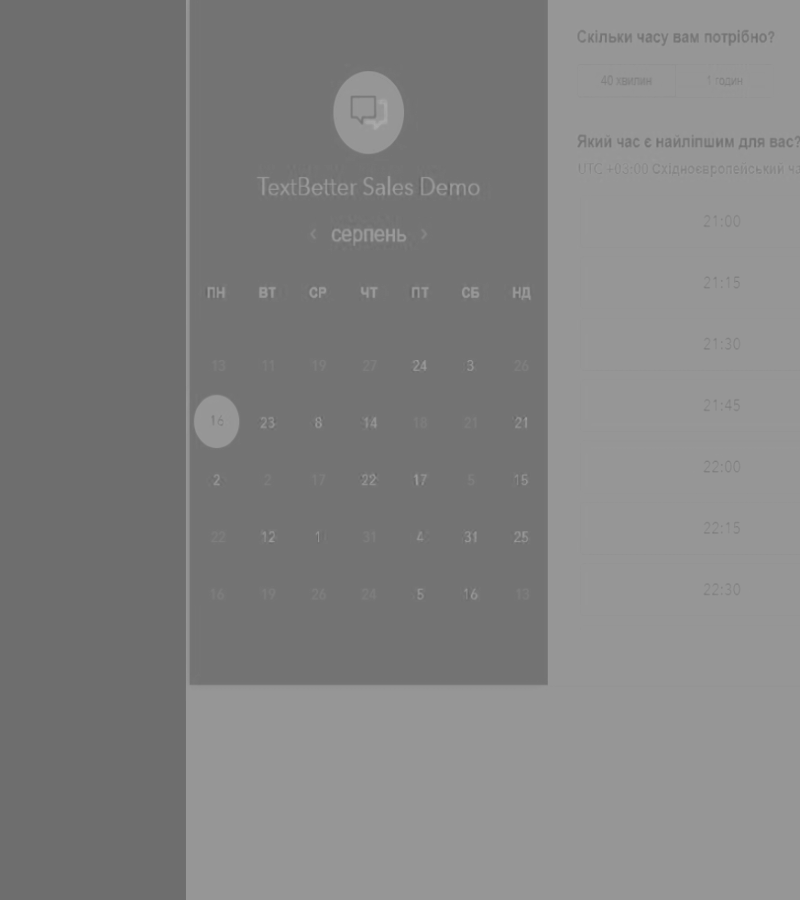 TextBetter Sales Demo
‹ серпень ›
ПН ВТ СР ЧТ ПТ СБ НД
13 11 19 27 24 3 26
16 23 8 14 18 21 21
2 2 17 22 17 5 15
22 12 1 31 4 31 25
16 19 26 24 5 16 13
Скільки часу вам потрібно?
40 хвилин 1 годин
Який час є найліпшим для вас?
UTC +03:00 Східноєвропейський ча
21:00
21:15
21:30
21:45
22:00
22:15
22:30